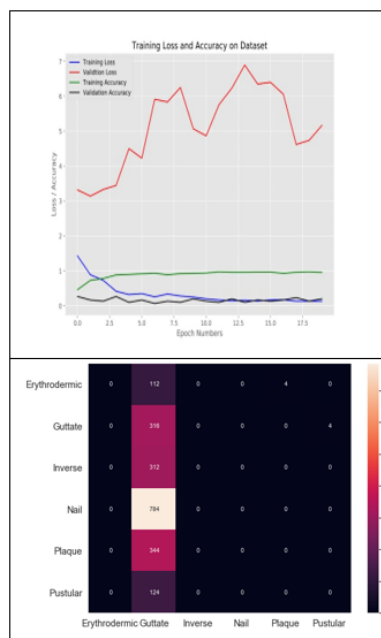 Training Loss and Accuracy on Dataset
Training Loss
Validtion Loss
Training Accuracy
Validation Accuracy
7
6
5
4
3
2
1
0
Loss / Accuracy
0.0 2.5 5.0 7.5 10.0 12.5 15.0 17.5
Epoch Numbers
Erythrodermic 0 112 0 0 4 0
Guttate 0 316 0 0 0 4
Inverse 0 312 0 0 0 0
Nail 0 784 0 0 0 0
Plaque 0 344 0 0 0 0
Pustular 0 124 0 0 0 0
Erythrodermic Guttate Inverse Nail Plaque Pustular